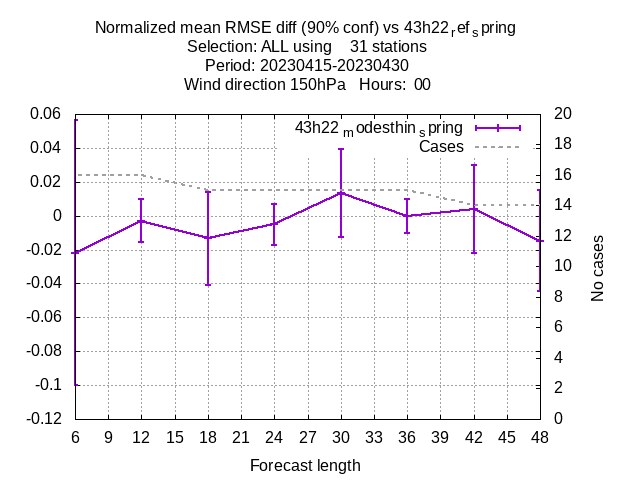 Normalized mean RMSE diff (90% conf) vs 43h22refspring
Selection: ALL using 31 stations
Period: 20230415-20230430
Wind direction 150hPa Hours: 00
43h22modesthinspring
Cases
0.06
0.04
0.02
0
-0.02
-0.04
-0.06
-0.08
-0.1
-0.12
20
18
16
14
12
10
8
6
4
2
0
No cases
6 9 12 15 18 21 24 27 30 33 36 39 42 45 48
Forecast length